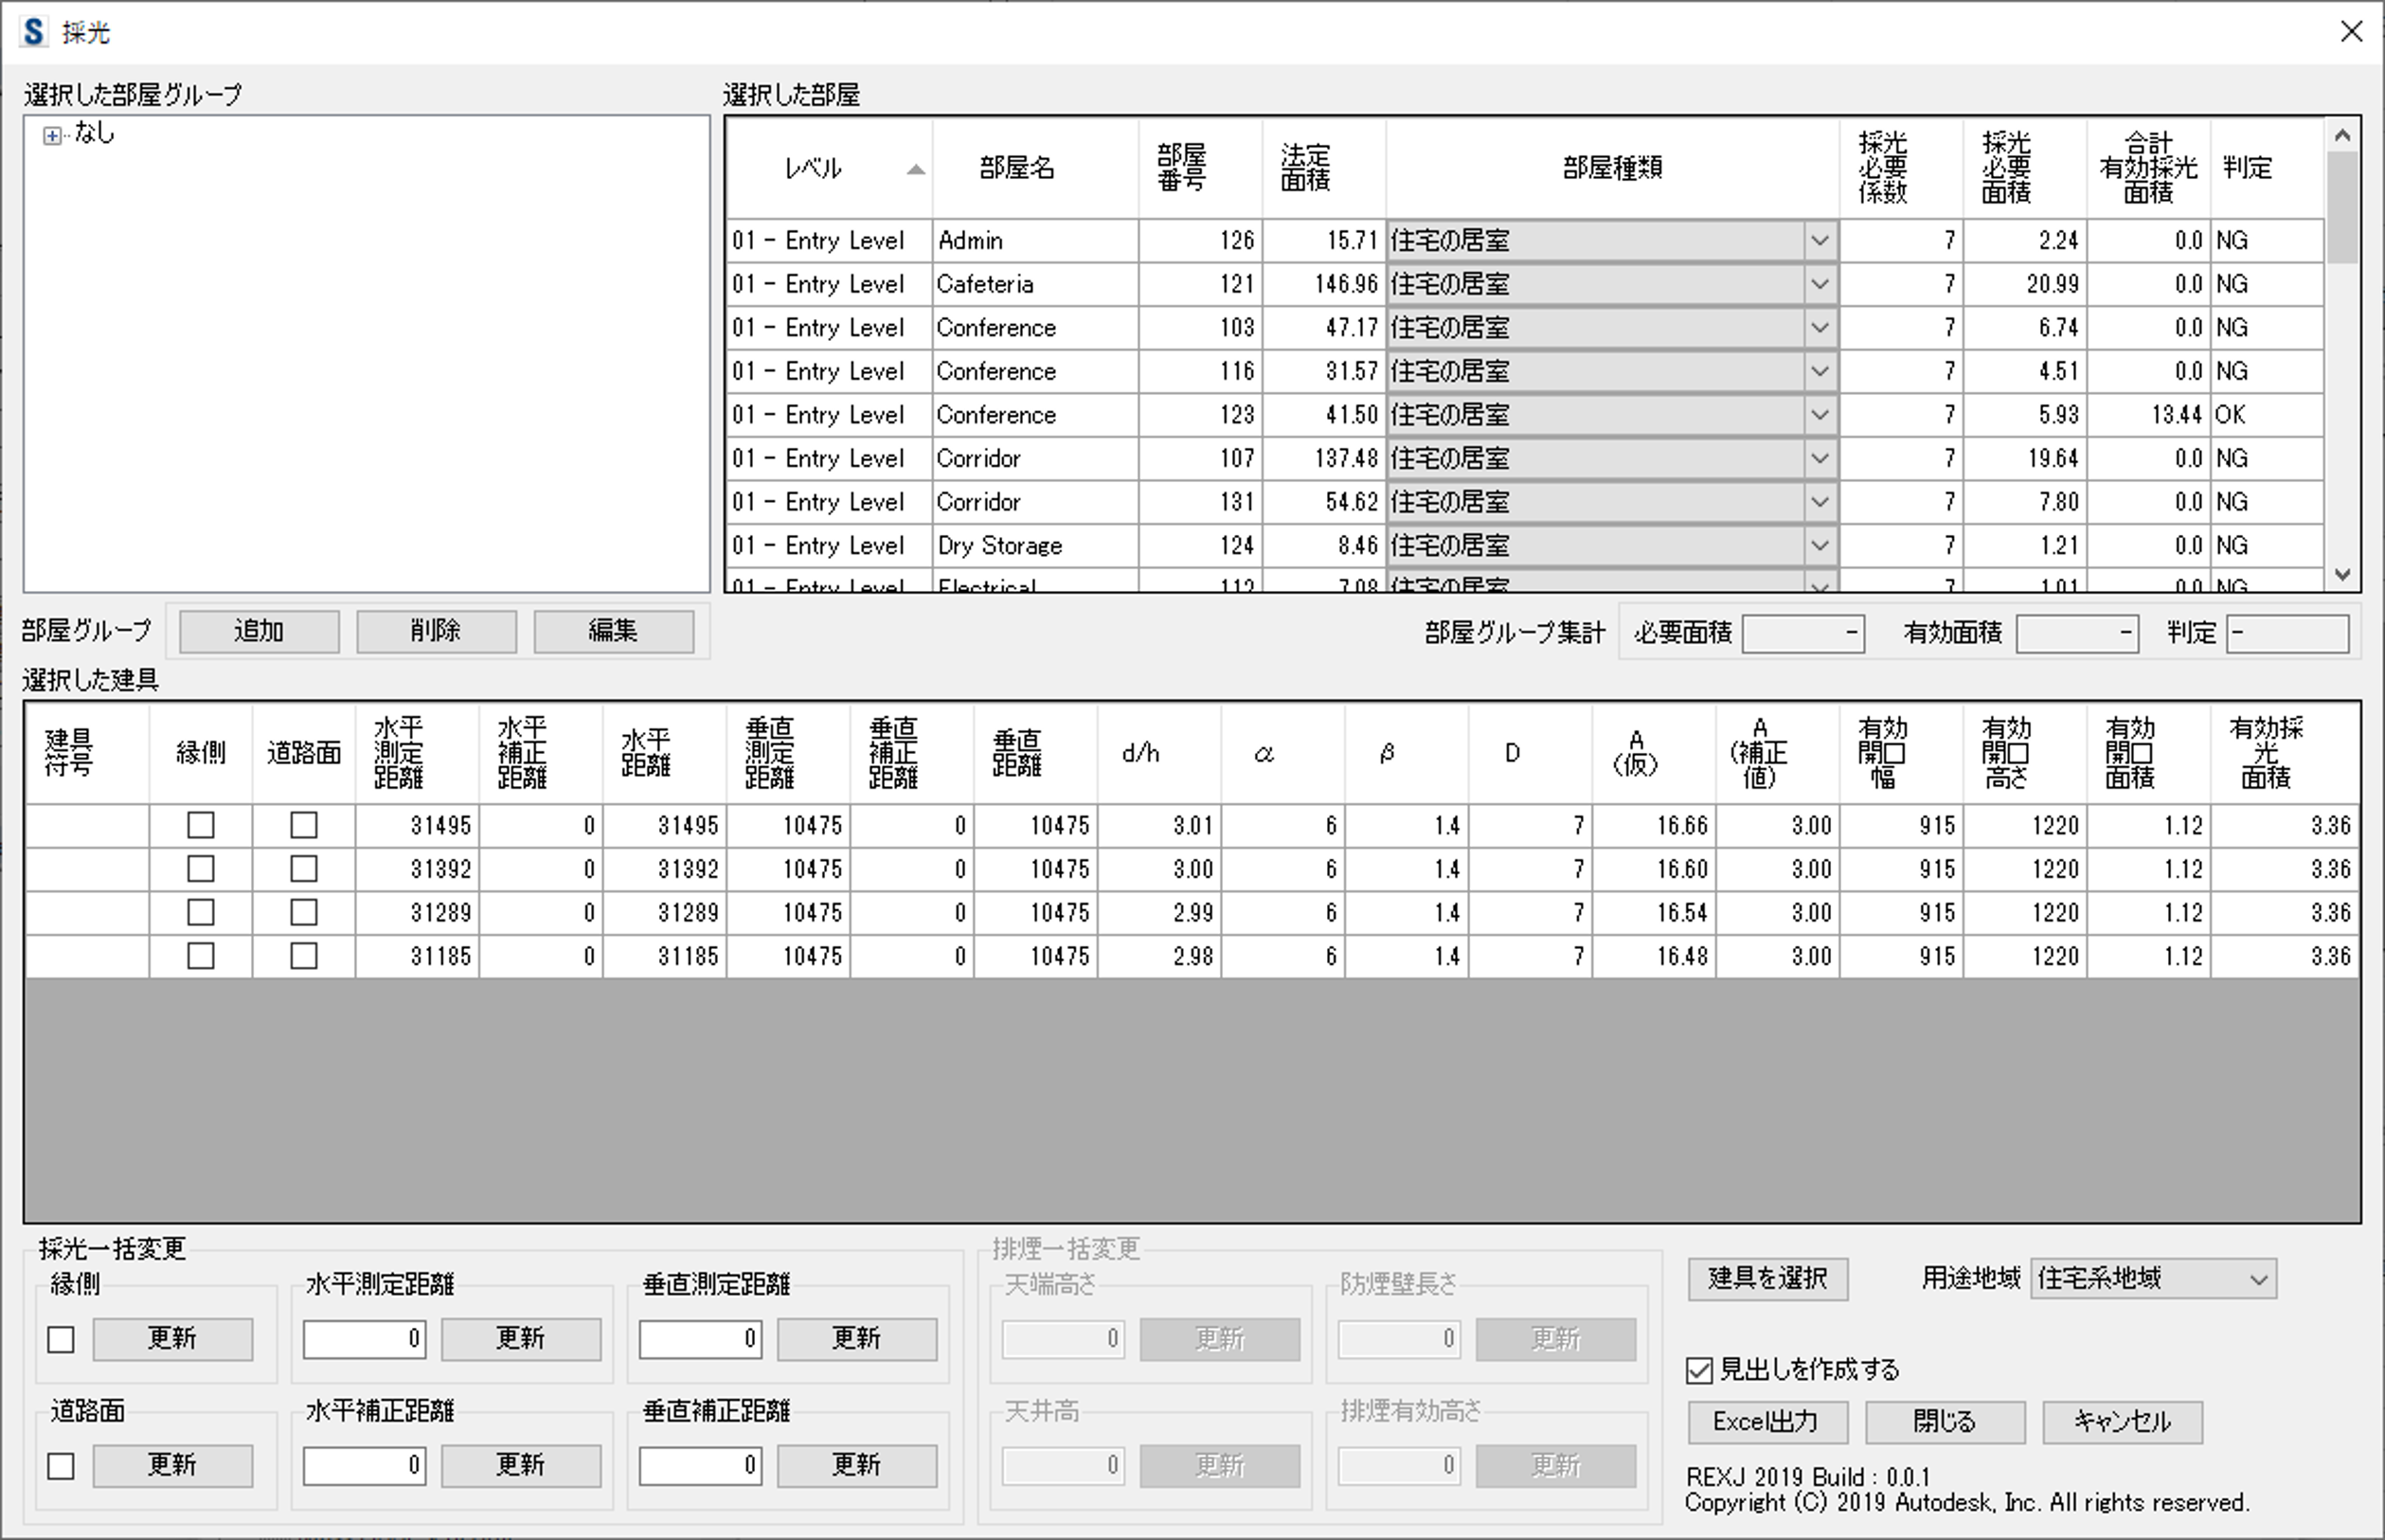 採光
選択した部屋グループ
なし
選択した部屋
レベル 部屋名 部屋番号 法定面積 部屋種類 採光必要係数 採光必要面積 合計有効採光面積 判定
01 - Entry Level Admin 126 15.71 住宅の居室 7 2.24 0.0 NG
01 - Entry Level Cafeteria 121 146.96 住宅の居室 7 20.99 0.0 NG
01 - Entry Level Conference 103 47.17 住宅の居室 7 6.74 0.0 NG
01 - Entry Level Conference 116 31.57 住宅の居室 7 4.51 0.0 NG
01 - Entry Level Conference 123 41.50 住宅の居室 7 5.93 13.44 OK
01 - Entry Level Corridor 107 137.48 住宅の居室 7 19.64 0.0 NG
01 - Entry Level Corridor 131 54.62 住宅の居室 7 7.80 0.0 NG
01 - Entry Level Dry Storage 124 8.46 住宅の居室 7 1.21 0.0 NG
01 - Entry Level Electrical 112 7.08 住宅の居室 7 1.01 0.0 NG
部屋グループ 追加 削除 編集 部屋グループ集計 必要面積 - 有効面積 - 判定 -
選択した建具
建具符号 縁側 道路面 水平測定距離 水平補正距離 水平距離 垂直測定距離 垂直補正距離 垂直距離 d/h α β D A(仮) A(補正値) 有効開口幅 有効開口高さ 有効開口面積 有効採光面積
31495 0 31495 10475 0 10475 3.01 6 1.4 7 16.66 3.00 915 1220 1.12 3.36
31392 0 31392 10475 0 10475 3.00 6 1.4 7 16.60 3.00 915 1220 1.12 3.36
31289 0 31289 10475 0 10475 2.99 6 1.4 7 16.54 3.00 915 1220 1.12 3.36
31185 0 31185 10475 0 10475 2.98 6 1.4 7 16.48 3.00 915 1220 1.12 3.36
採光一括変更
縁側 水平測定距離 垂直測定距離
更新 0 更新 0 更新
道路面 水平補正距離 垂直補正距離
更新 0 更新 0 更新
排煙一括変更
天端高さ 防煙壁長さ
0 更新 0 更新
天井高 排煙有効高さ
0 更新 0 更新
建具を選択 用途地域 住宅系地域
見出しを作成する
Excel出力 閉じる キャンセル
REXJ 2019 Build : 0.0.1
Copyright (C) 2019 Autodesk, Inc. All rights reserved.